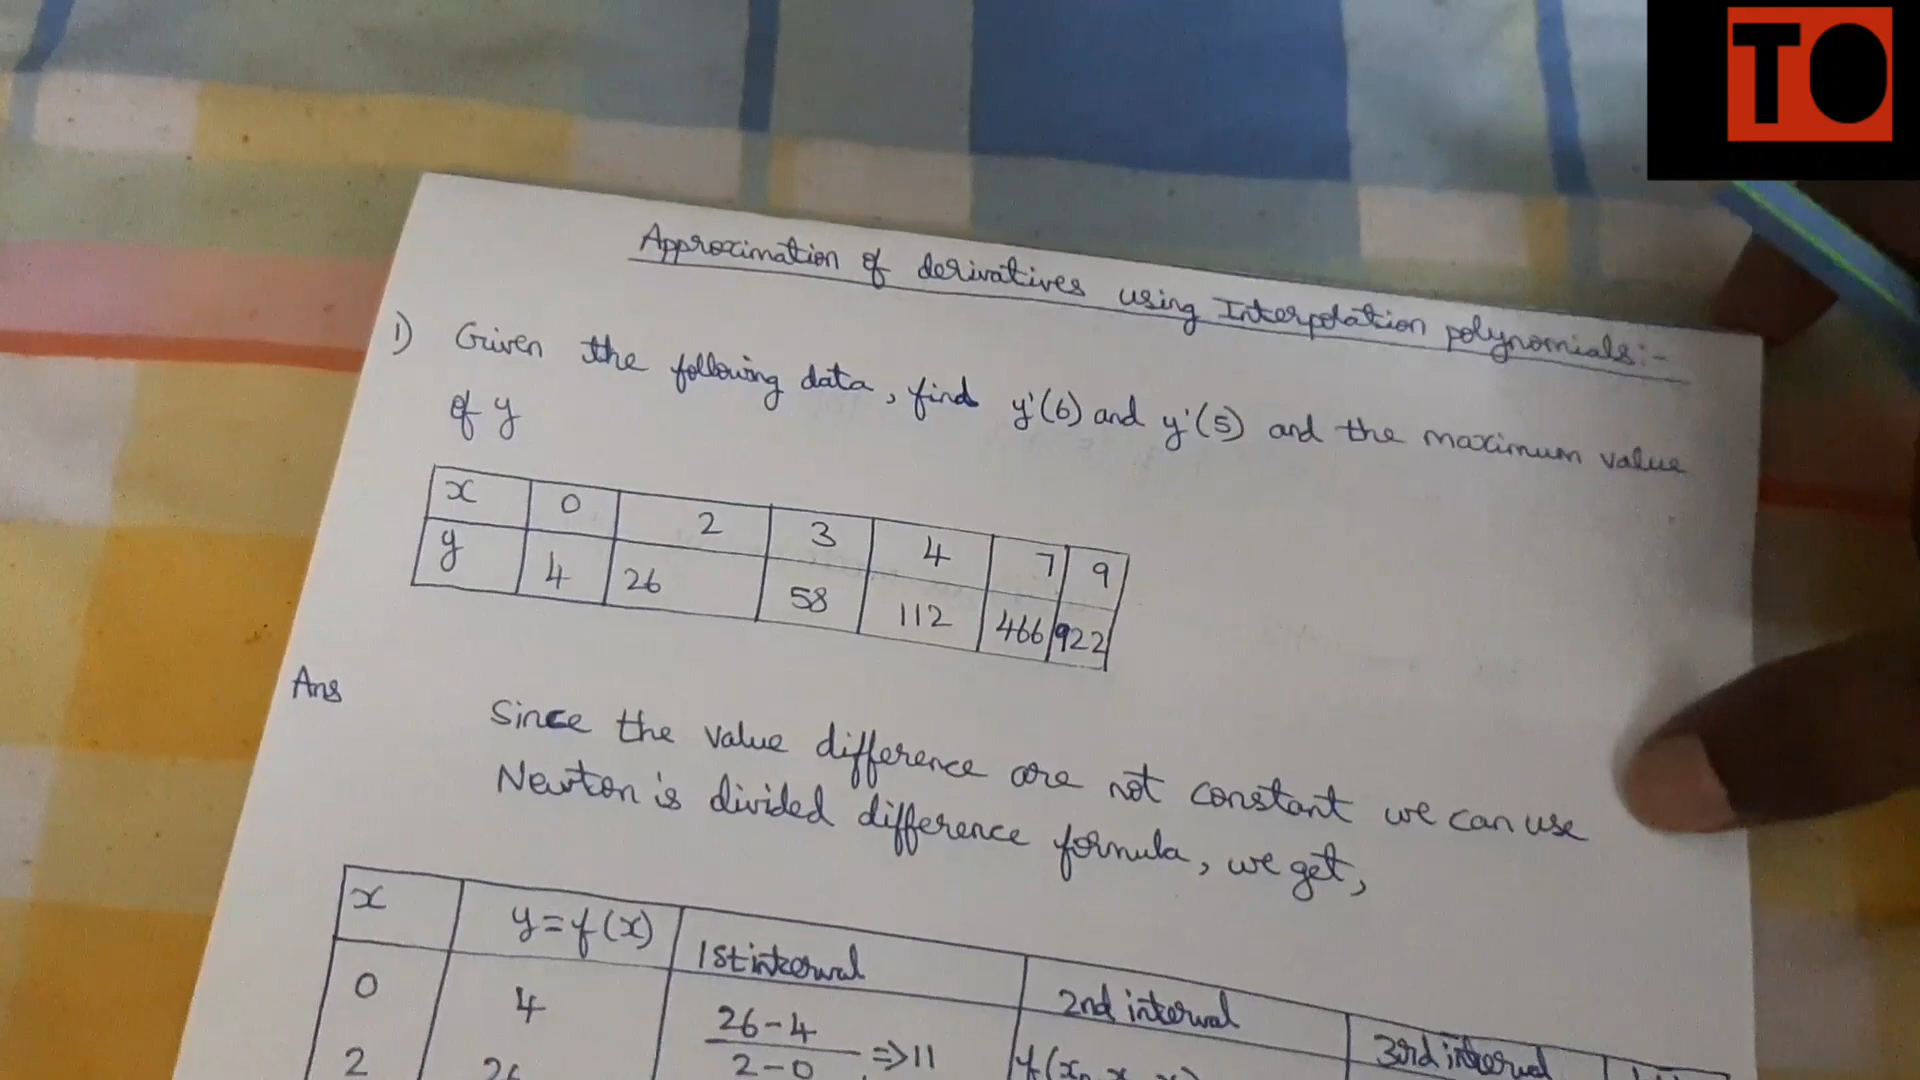 TO
Approximation of derivatives using Interpolation polynomials:-
1) Given the following data, find y'(6) and y'(5) and the maximum value
of y
x 0 2 3 4 7 9
y 4 26 58 112 466 922
Ans
Since the value difference are not constant we can use
Newton is divided difference formula, we get,
x y=f(x) 1st interval 2nd interval 3rd interval
0 4 26-4
2-0 =>11
2 26